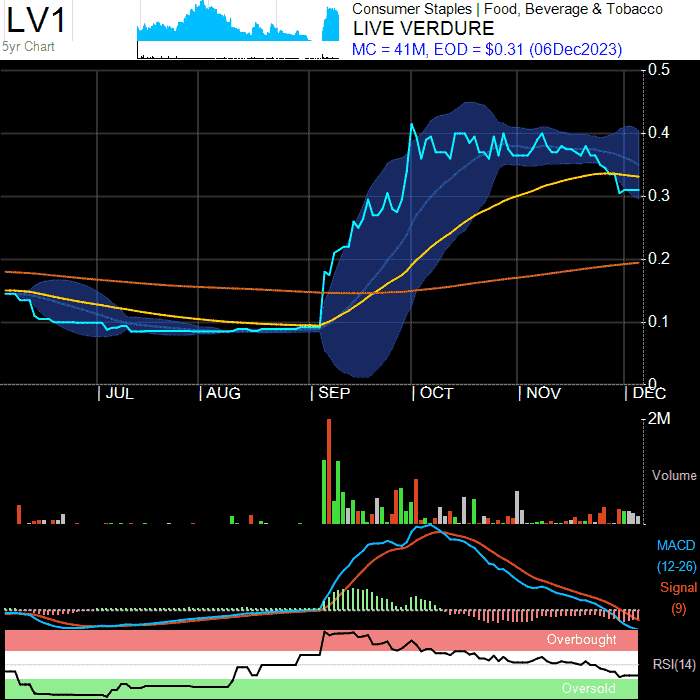 LV1
5yr Chart
Consumer Staples | Food, Beverage & Tobacco
LIVE VERDURE
MC = 41M, EOD = $0.31 (06Dec2023)
0.5
0.4
0.3
0.2
0.1
0
JUL AUG SEP OCT NOV DEC
2M
Volume
MACD
(12-26)
Signal
(9)
Overbought
RSI(14)
Oversold